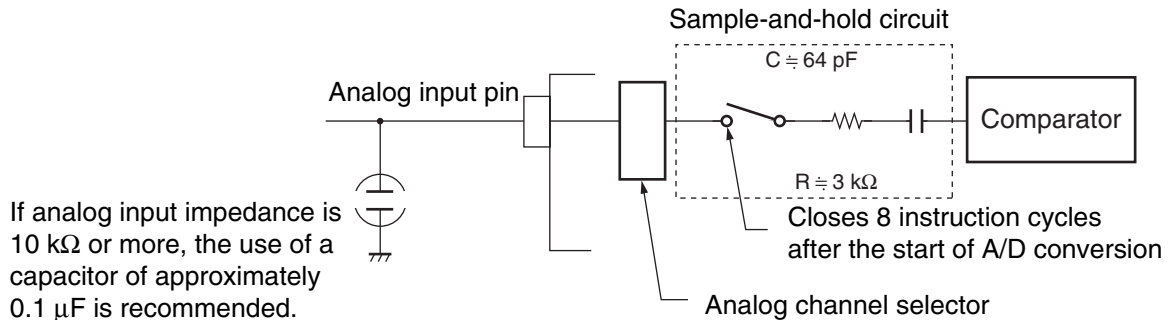 Sample-and-hold circuit
C ≒ 64 pF
Analog input pin
Comparator
R ≒ 3 kΩ
If analog input impedance is
10 kΩ or more, the use of a
capacitor of approximately
0.1 μF is recommended.
Closes 8 instruction cycles
after the start of A/D conversion
Analog channel selector